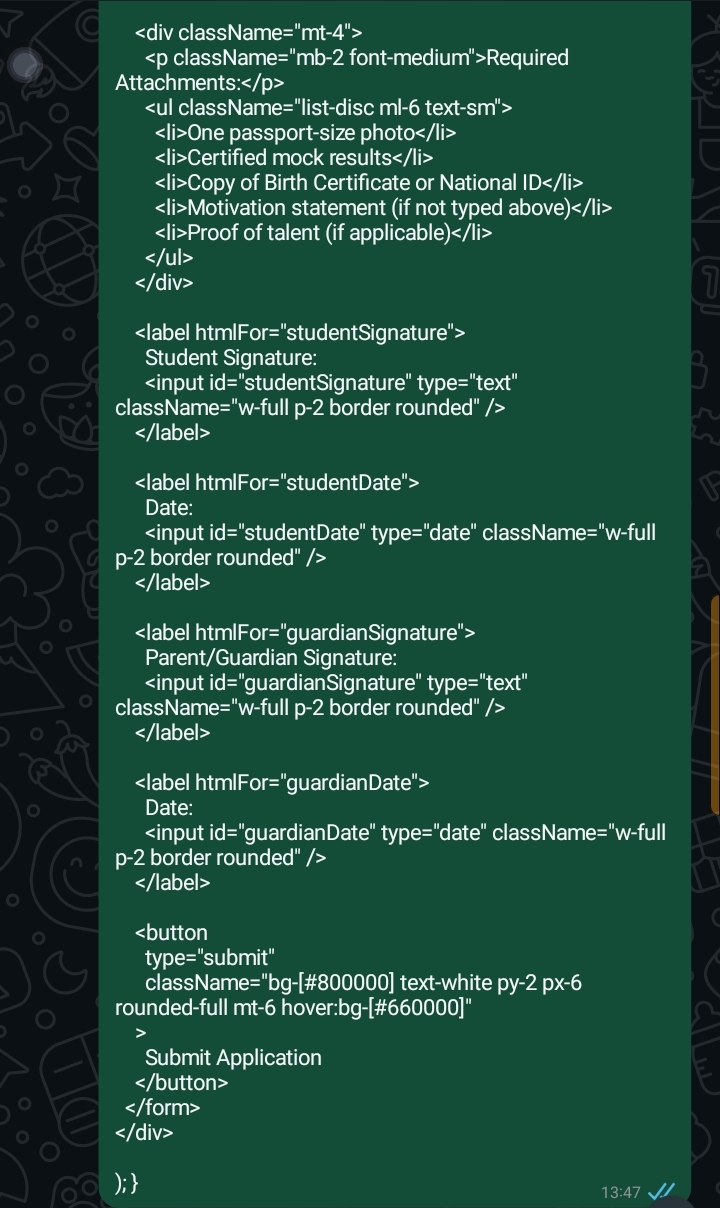 <div className="mt-4">
<p className="mb-2 font-medium">Required
Attachments:</p>
<ul className="list-disc ml-6 text-sm">
<li>One passport-size photo</li>
<li>Certified mock results</li>
<li>Copy of Birth Certificate or National ID</li>
<li>Motivation statement (if not typed above)</li>
<li>Proof of talent (if applicable)</li>
</ul>
</div>
<label htmlFor="studentSignature">
Student Signature:
<input id="studentSignature" type="text"
className="w-full p-2 border rounded" />
</label>
<label htmlFor="studentDate">
Date:
<input id="studentDate" type="date" className="w-full
p-2 border rounded" />
</label>
<label htmlFor="guardianSignature">
Parent/Guardian Signature:
<input id="guardianSignature" type="text"
className="w-full p-2 border rounded" />
</label>
<label htmlFor="guardianDate">
Date:
<input id="guardianDate" type="date" className="w-full
p-2 border rounded" />
</label>
<button
type="submit"
className="bg-[#800000] text-white py-2 px-6
rounded-full mt-6 hover:bg-[#660000]"
>
Submit Application
</button>
</form>
</div>
); }
13:47